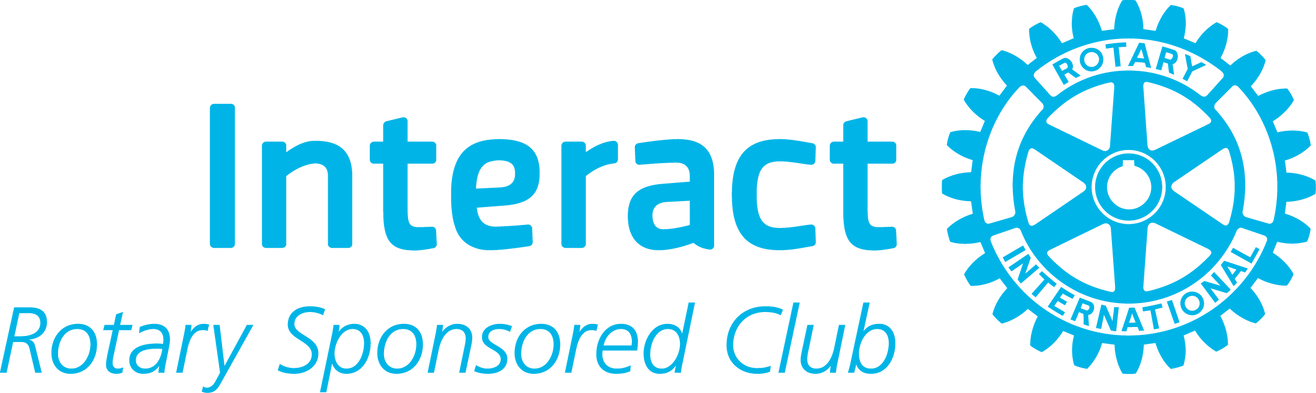 Interact
Rotary Sponsored Club
ROTARY
INTERNATIONAL